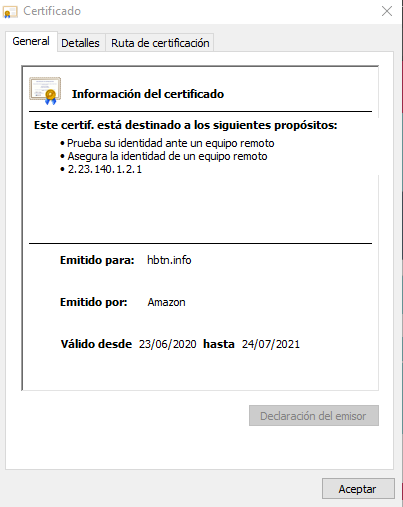 Certificado
General Detalles Ruta de certificación
Información del certificado
Este certif. está destinado a los siguientes propósitos:
• Prueba su identidad ante un equipo remoto
• Asegura la identidad de un equipo remoto
• 2.23.140.1.2.1
Emitido para: hbtn.info
Emitido por: Amazon
Válido desde 23/06/2020 hasta 24/07/2021
Declaración del emisor
Aceptar